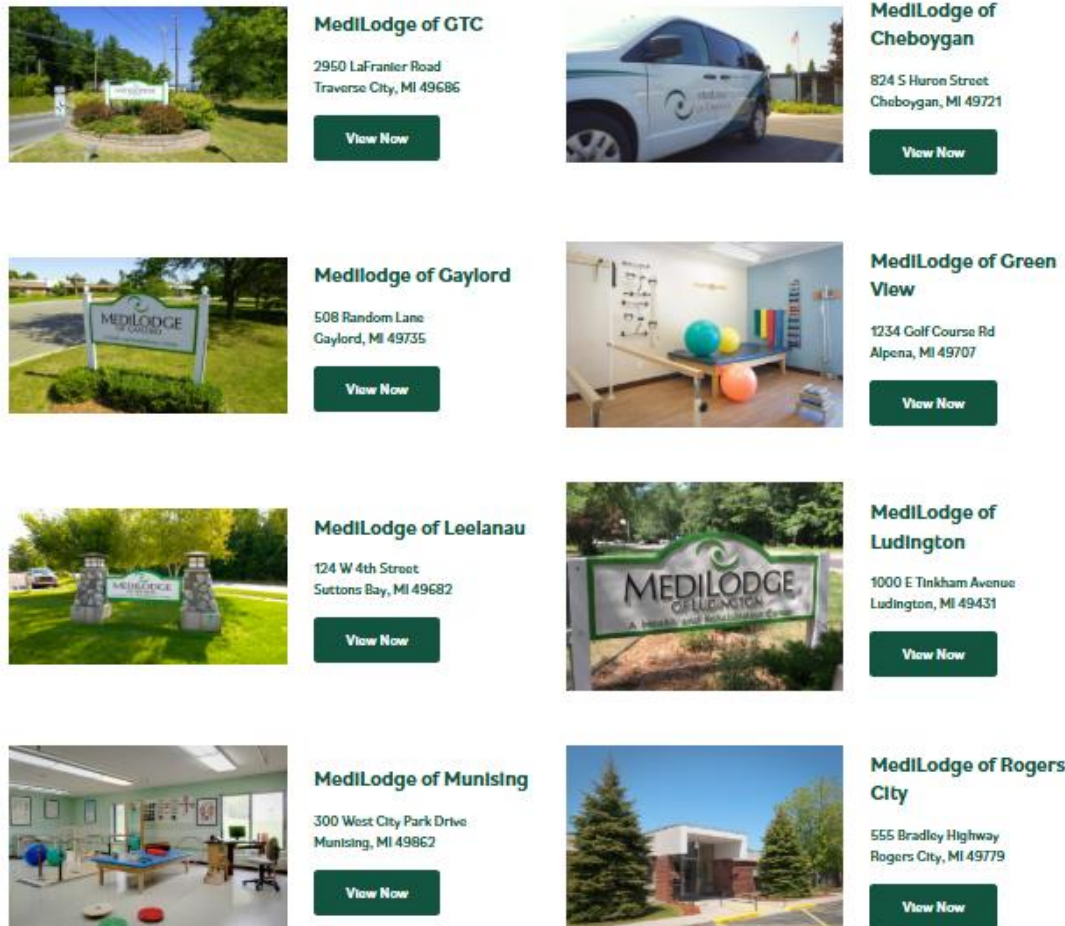 MediLodge of GTC
2950 LaFranier Road
Traverse City, MI 49686
View Now
MediLodge of
Cheboygan
824 S Huron Street
Cheboygan, MI 49721
View Now
MEDILODGE
OF GAYLORD
Medilodge of Gaylord
508 Random Lane
Gaylord, MI 49735
View Now
MediLodge of Green
View
1234 Golf Course Rd
Alpena, MI 49707
View Now
MEDILODGE
MediLodge of Leelanau
124 W 4th Street
Suttons Bay, MI 49682
View Now
MEDILODGE
OF LUDINGTON
A Health and Rehabilitation
MediLodge of
Ludington
1000 E Tinkham Avenue
Ludington, MI 49431
View Now
MediLodge of Munising
300 West City Park Drive
Munising, MI 49862
View Now
MediLodge of Rogers
City
555 Bradley Highway
Rogers City, MI 49779
View Now